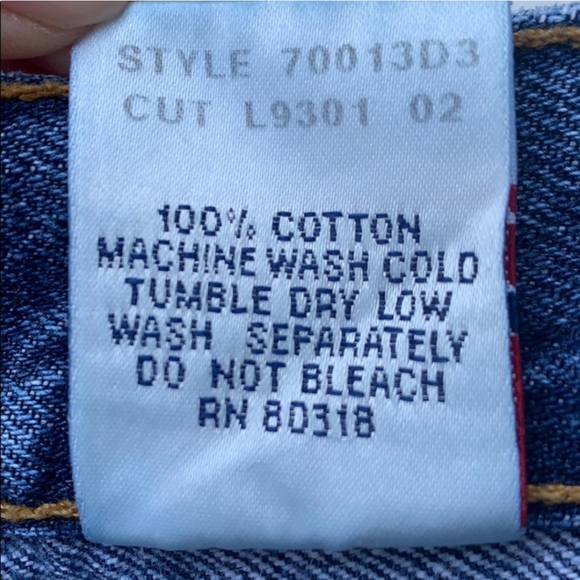 STYLE 70013D3
CUT L9301 02
100% COTTON
MACHINE WASH COLD
TUMBLE DRY LOW
WASH SEPARATELY
DO NOT BLEACH
RN 80318